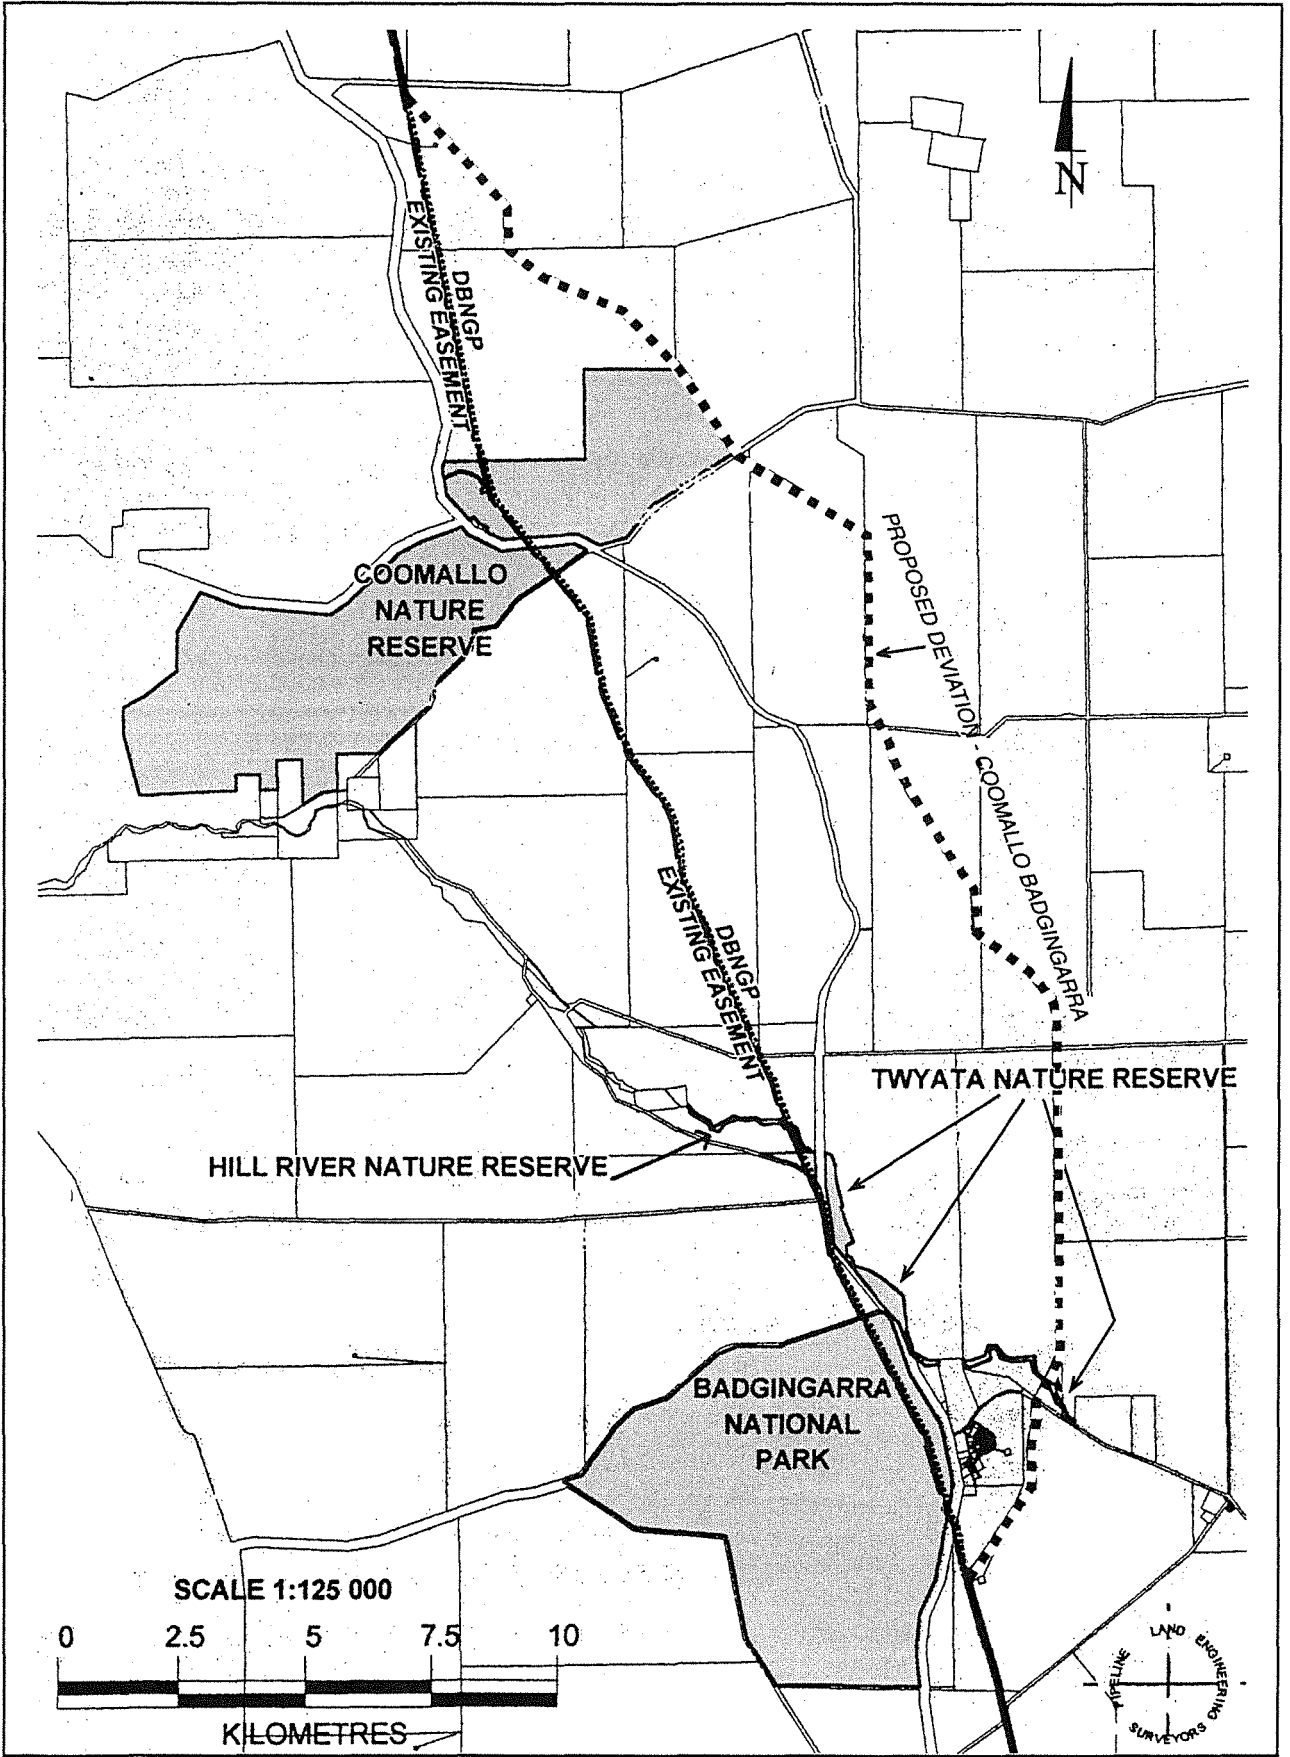 N
DBNGP
EXISTING EASEMENT
COOMALLO
NATURE
RESERVE
PROPOSED DEVIATION - COOMALLO BADGINGARRA
DBNGP
EXISTING EASEMENT
TWYATA NATURE RESERVE
HILL RIVER NATURE RESERVE
BADGINGARRA
NATIONAL
PARK
SCALE 1:125 000
0 2.5 5 7.5 10
KILOMETRES
PIPELINE LAND ENGINEERING SURVEYORS